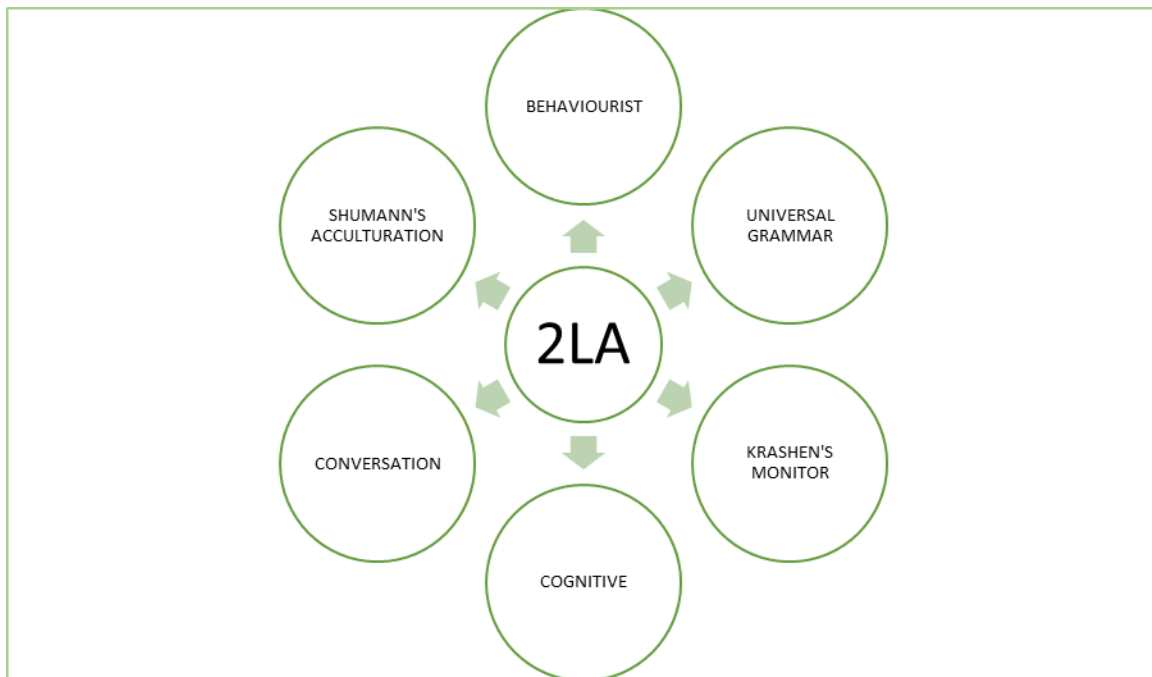 BEHAVIOURIST
SHUMANN'S
ACCULTURATION
UNIVERSAL
GRAMMAR
2LA
CONVERSATION
KRASHEN'S
MONITOR
COGNITIVE